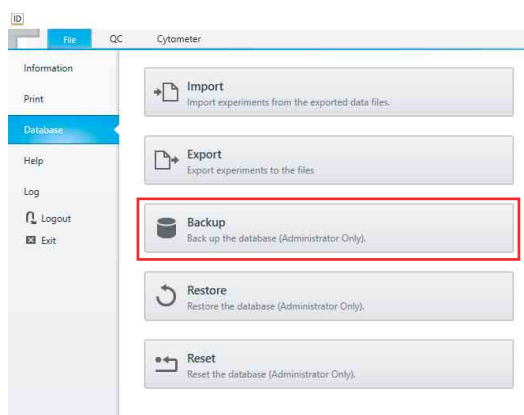 ID
File QC Cytometer
Information
Print
Database
Help
Log
Logout
Exit
Import
Import experiments from the exported data files.
Export
Export experiments to the files
Backup
Back up the database (Administrator Only).
Restore
Restore the database (Administrator Only).
Reset
Reset the database (Administrator Only).